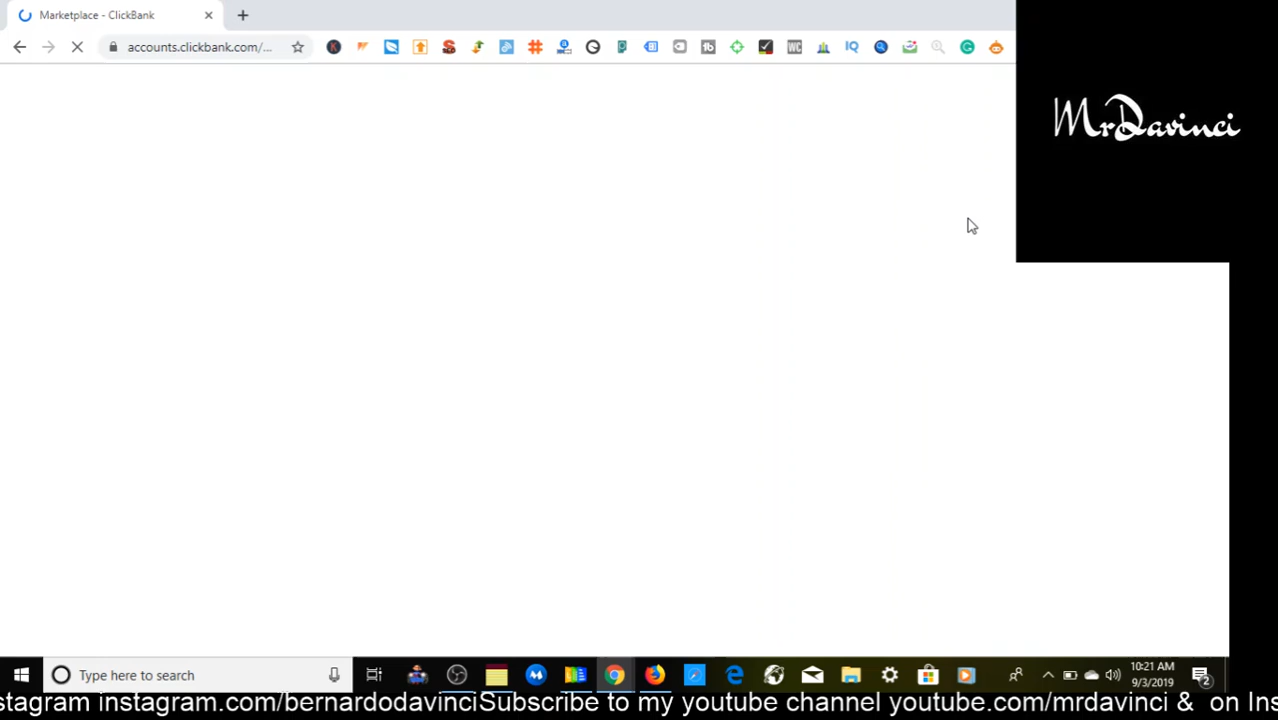 Marketplace - ClickBank
accounts.clickbank.com/...
MrDavinci
Type here to search
10:21 AM
9/3/2019
2
stagram instagram.com/bernardodavinciSubscribe to my youtube channel youtube.com/mrdavinci & on Ins